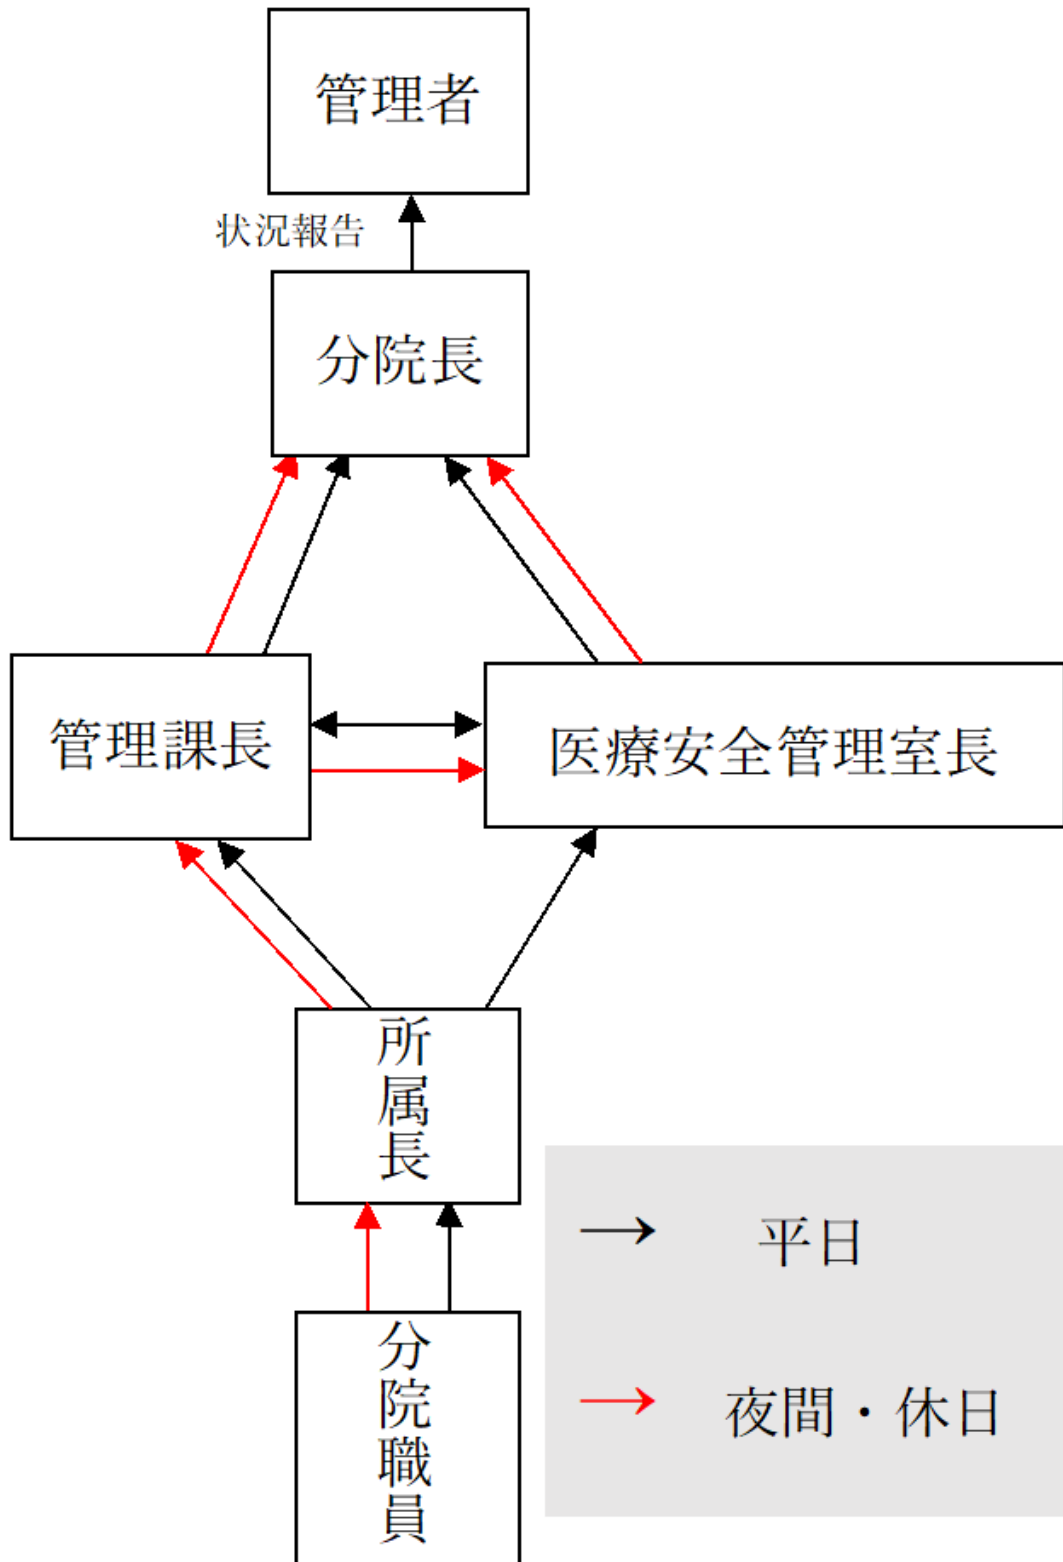 管理者
状況報告
分院長
管理課長
医療安全管理室長
所属長
分院職員
→ 平日
→ 夜間・休日